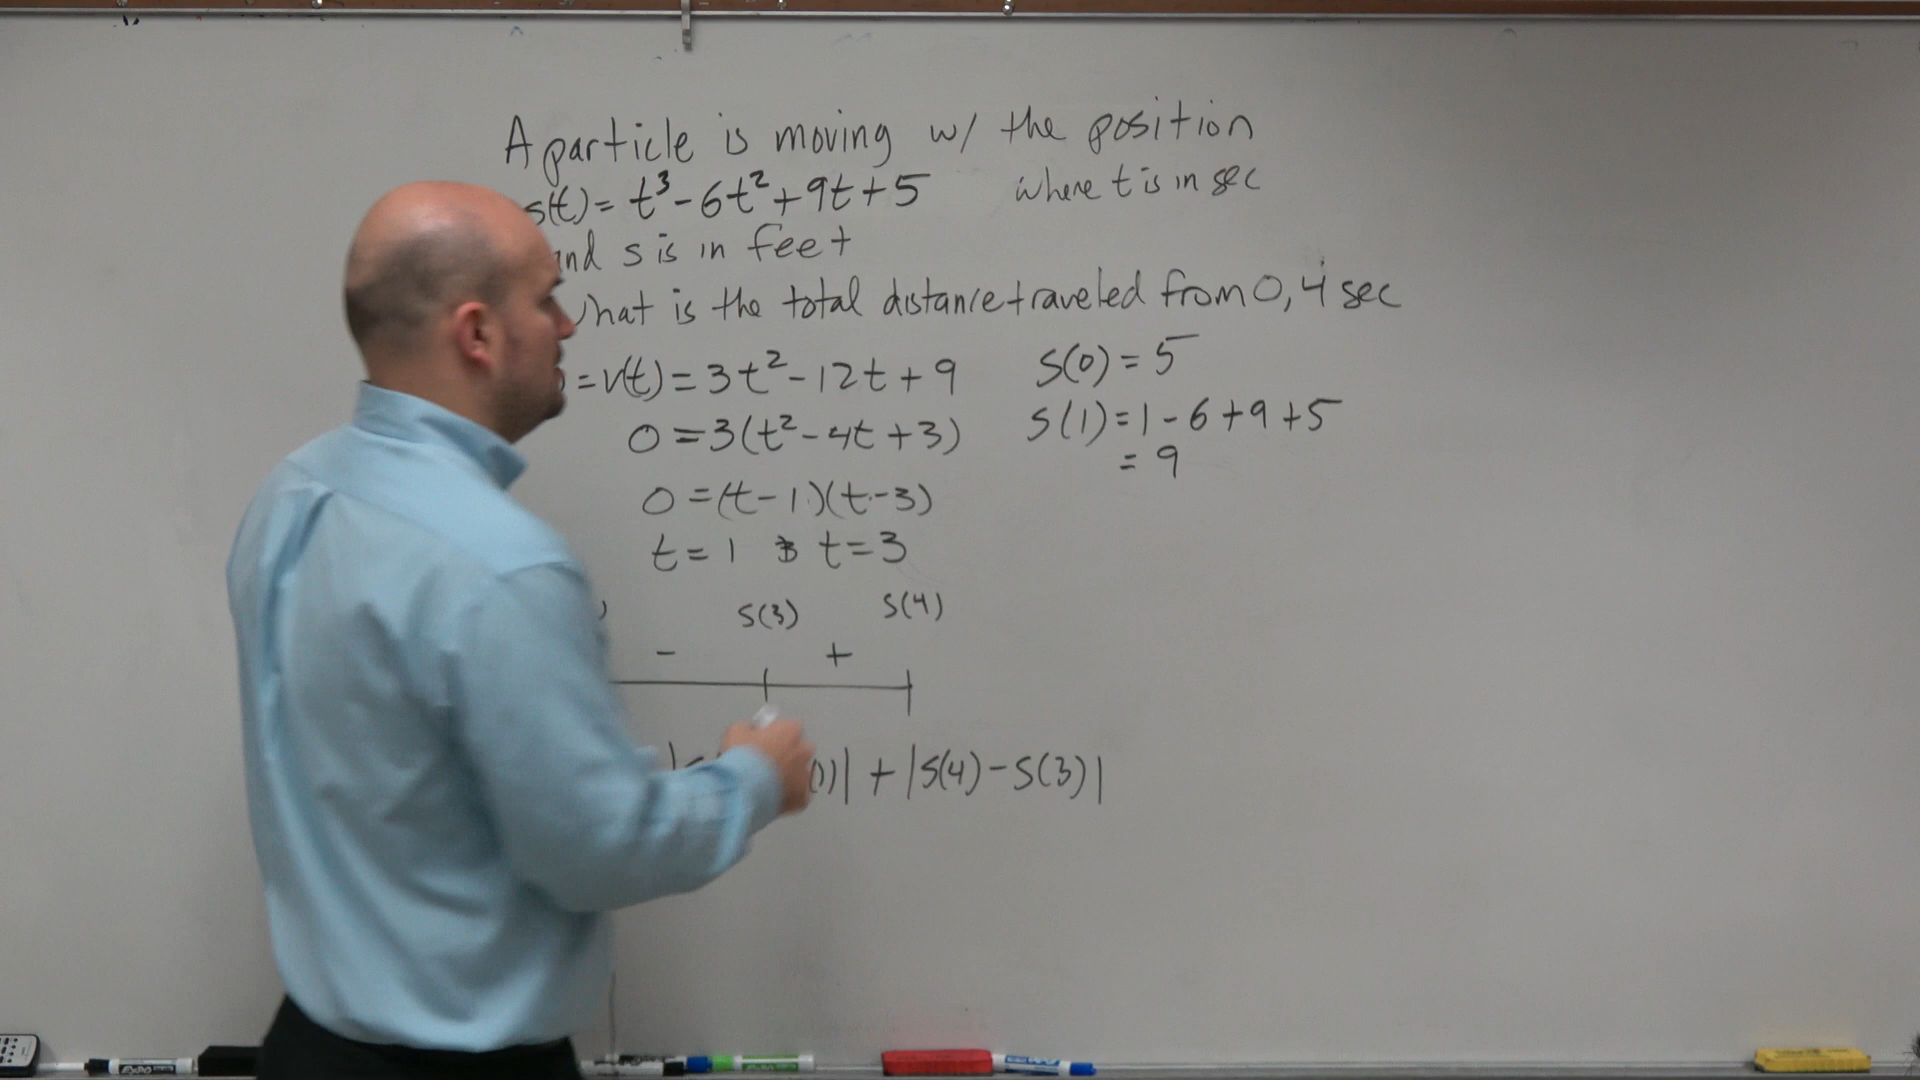 A particle is moving w/ the position
s(t) = t³ - 6t² + 9t + 5 where t is in sec
s is in feet
is the total distance traveled from 0, 4 sec
= v(t) = 3t² - 12t + 9
0 = 3(t² - 4t + 3)
0 = (t - 1)(t - 3)
t = 1 & t = 3
s(3) s(4)
- +
+ |s(4) - s(3)|
s(0) = 5
s(1) = 1 - 6 + 9 + 5
= 9
EXPO